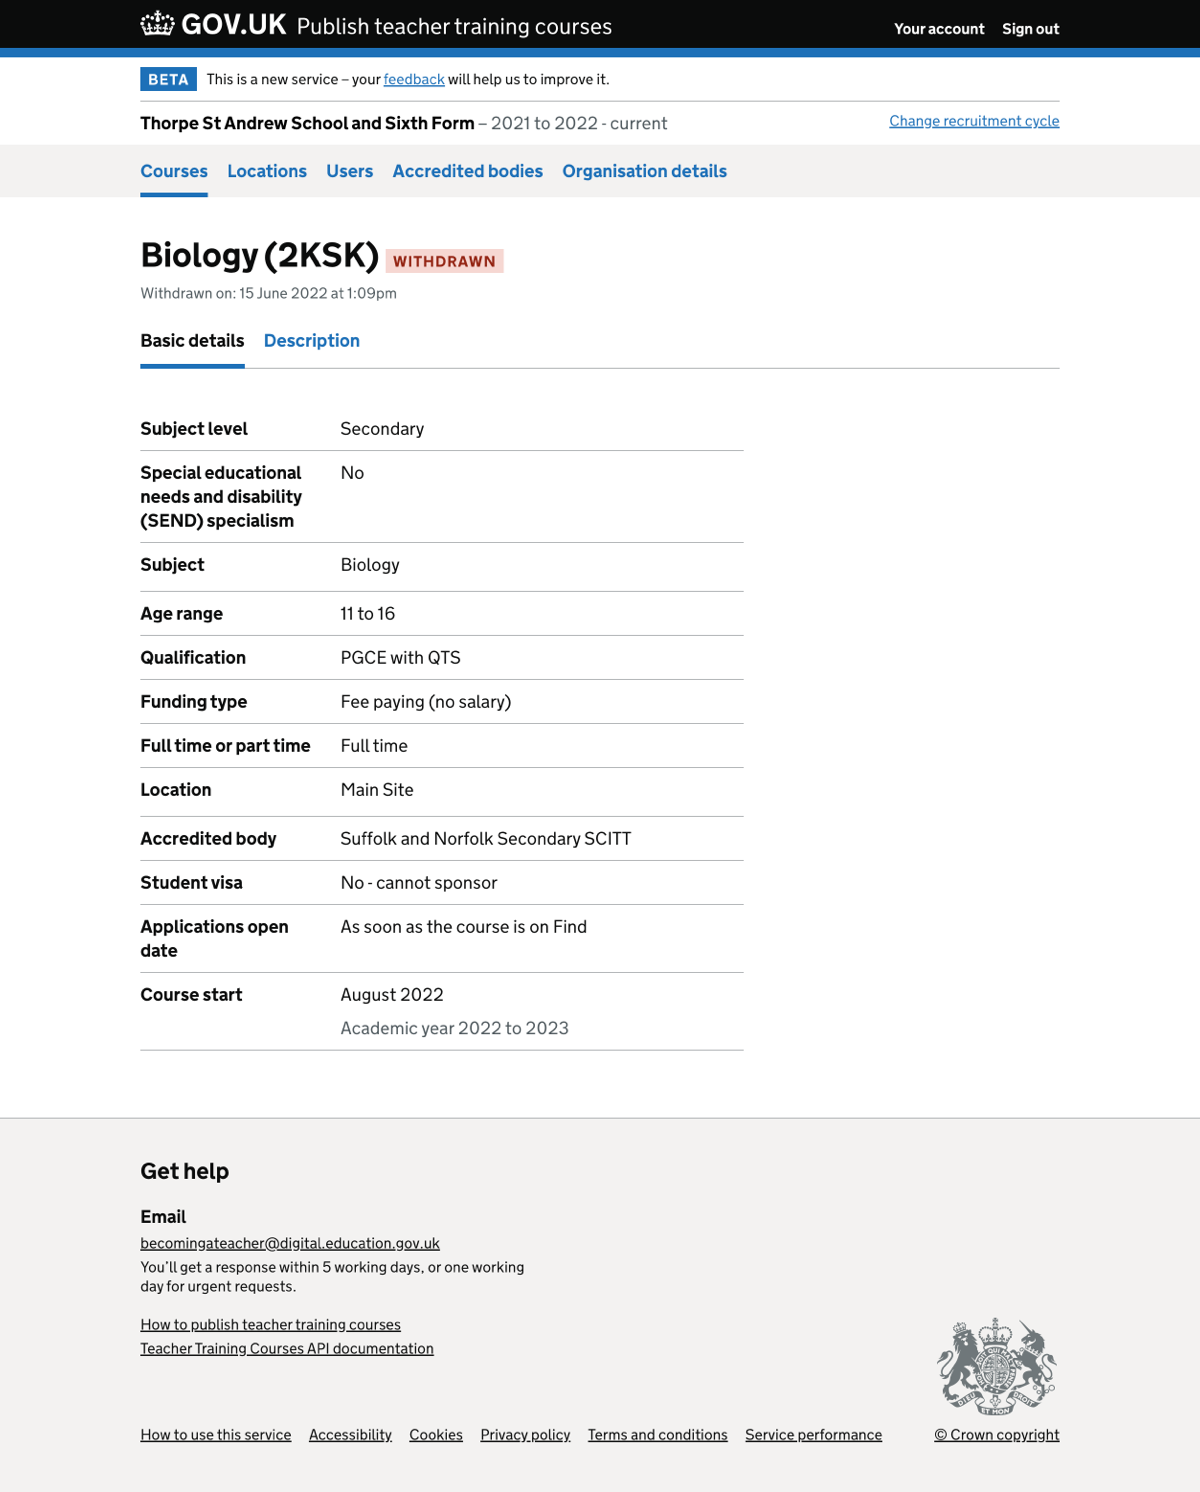 GOV.UK Publish teacher training courses Your account Sign out
BETA This is a new service – your feedback will help us to improve it.
Thorpe St Andrew School and Sixth Form – 2021 to 2022 - current Change recruitment cycle
Courses Locations Users Accredited bodies Organisation details
Biology (2KSK) WITHDRAWN
Withdrawn on: 15 June 2022 at 1:09pm
Basic details Description
Subject level Secondary
Special educational No
needs and disability
(SEND) specialism
Subject Biology
Age range 11 to 16
Qualification PGCE with QTS
Funding type Fee paying (no salary)
Full time or part time Full time
Location Main Site
Accredited body Suffolk and Norfolk Secondary SCITT
Student visa No - cannot sponsor
Applications open As soon as the course is on Find
date
Course start August 2022
Academic year 2022 to 2023
Get help
Email
becomingateacher@digital.education.gov.uk
You’ll get a response within 5 working days, or one working
day for urgent requests.
How to publish teacher training courses
Teacher Training Courses API documentation
DIEU ET MON DROIT
How to use this service Accessibility Cookies Privacy policy Terms and conditions Service performance © Crown copyright